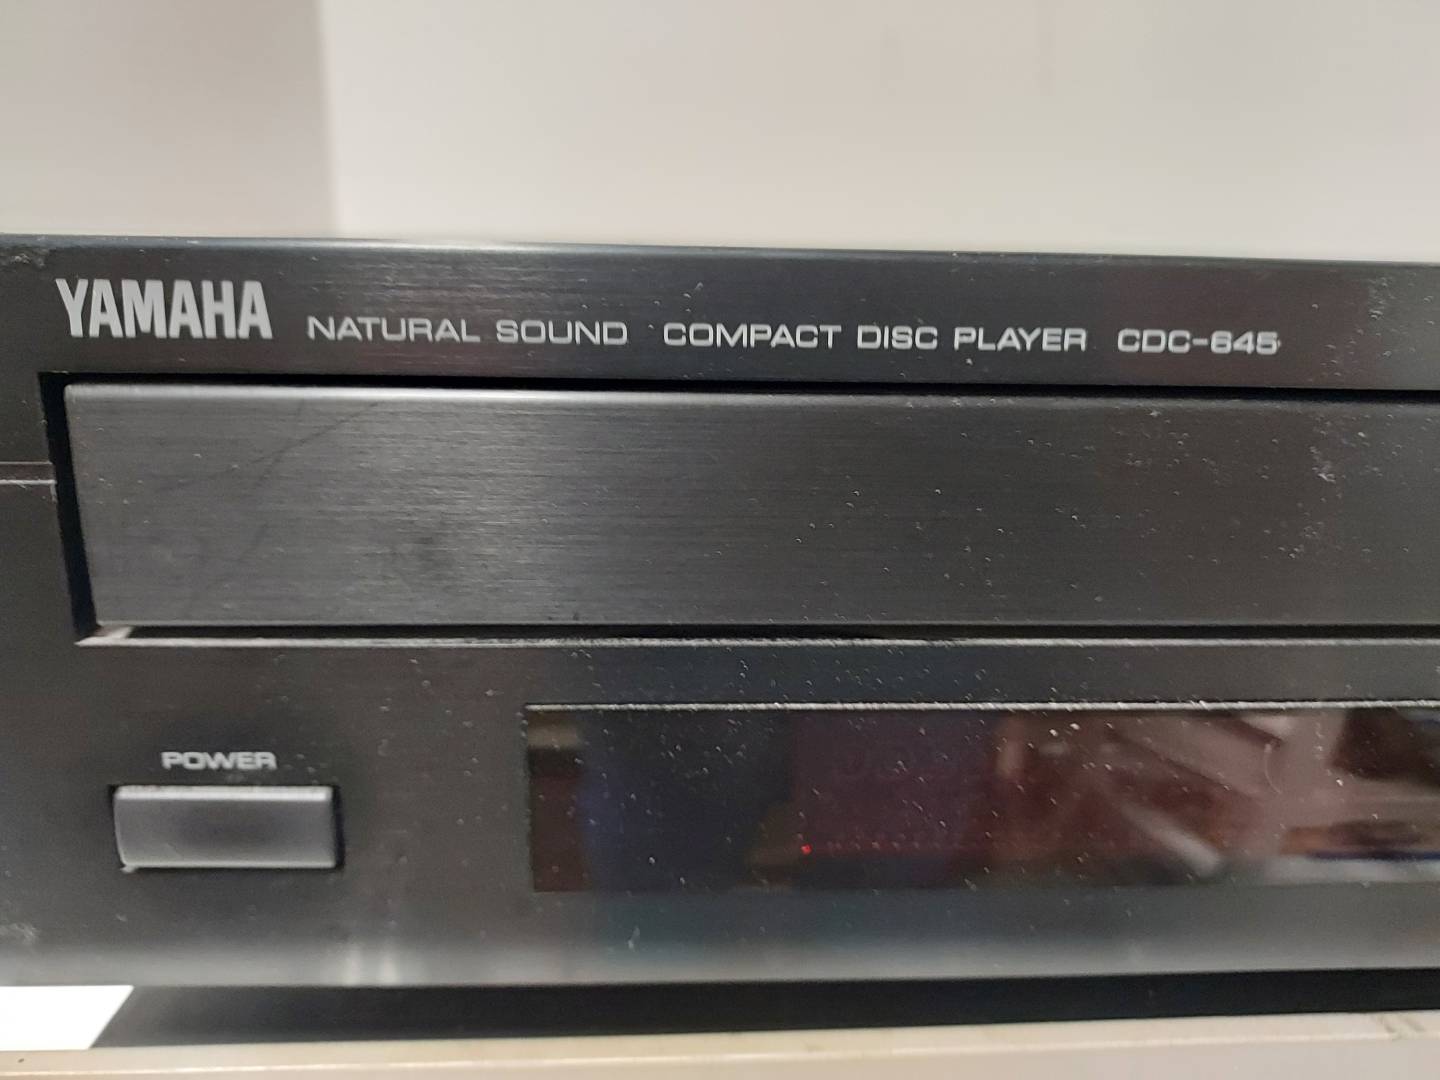 YAMAHA NATURAL SOUND COMPACT DISC PLAYER CDC-645
POWER